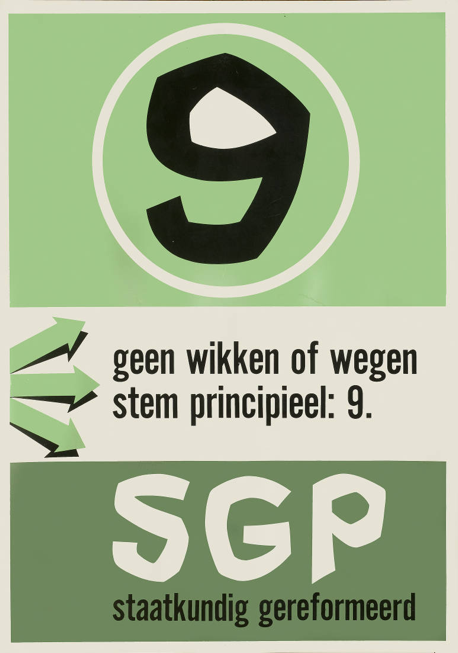 9
geen wikken of wegen
stem principieel: 9.
SGP
staatkundig gereformeerd